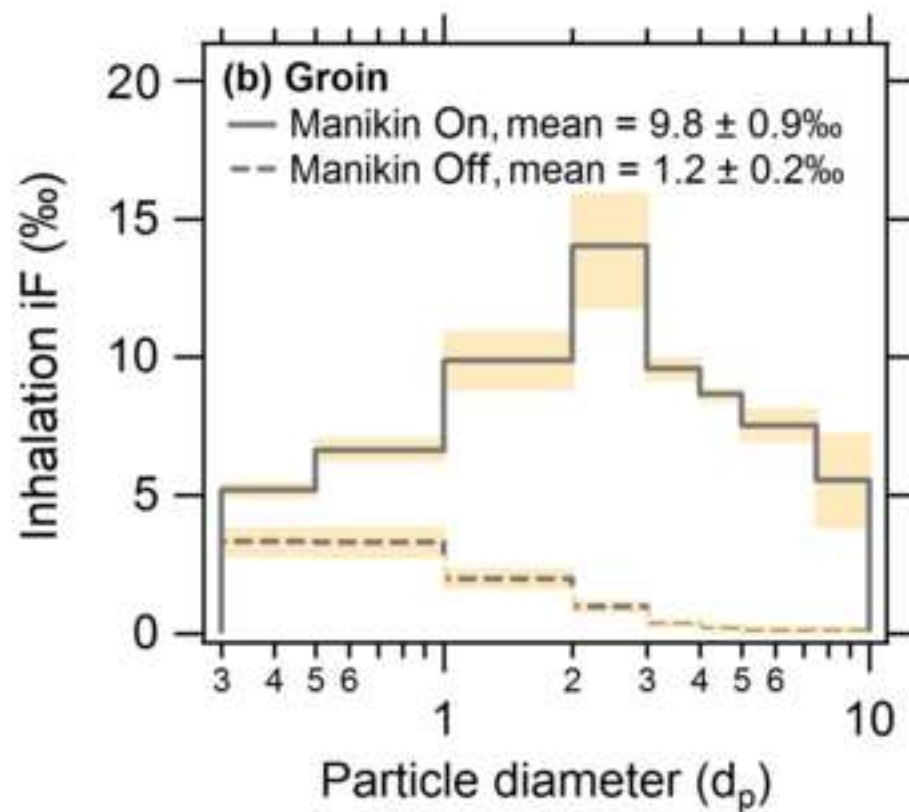 (b) Groin
Manikin On, mean = 9.8 ± 0.9‰
Manikin Off, mean = 1.2 ± 0.2‰
20
15
10
5
0
Inhalation iF (‰)
3 4 5 6 2 3 4 5 6
1 10
Particle diameter (dₚ)